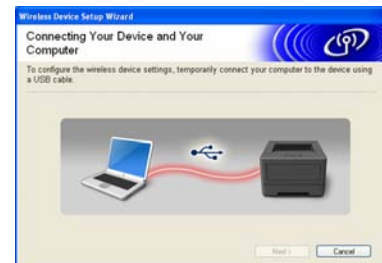 Wireless Device Setup Wizard
Connecting Your Device and Your
Computer
To configure the wireless device settings, temporarily connect your computer to the device using
a USB cable.
Next >
Cancel